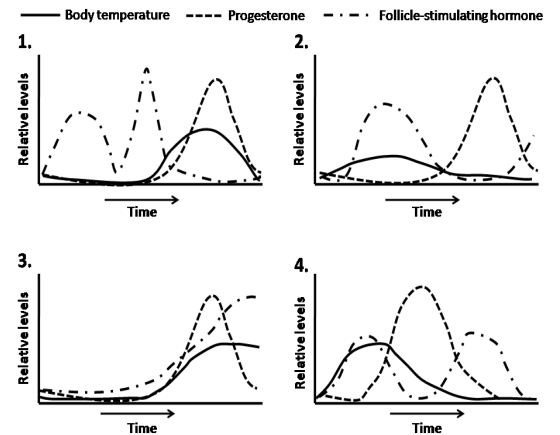 Body temperature Progesterone Follicle-stimulating hormone
1.
Relative levels
Time
2.
Relative levels
Time
3.
Relative levels
Time
4.
Relative levels
Time